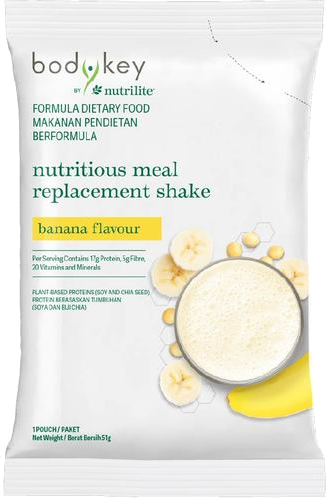 bodykey
BY nutrilite
FORMULA DIETARY FOOD
MAKANAN PENDIETAN
BERFORMULA
nutritious meal
replacement shake
banana flavour
Per Serving Contains 17g Protein, 5g Fibre,
20 Vitamins and Minerals
PLANT-BASED PROTEINS (SOY AND CHIA SEED)
PROTEIN BERASASKAN TUMBUHAN
(SOYA DAN BIJI CHIA)
1 POUCH / PAKET
Net Weight / Berat Bersih 51g